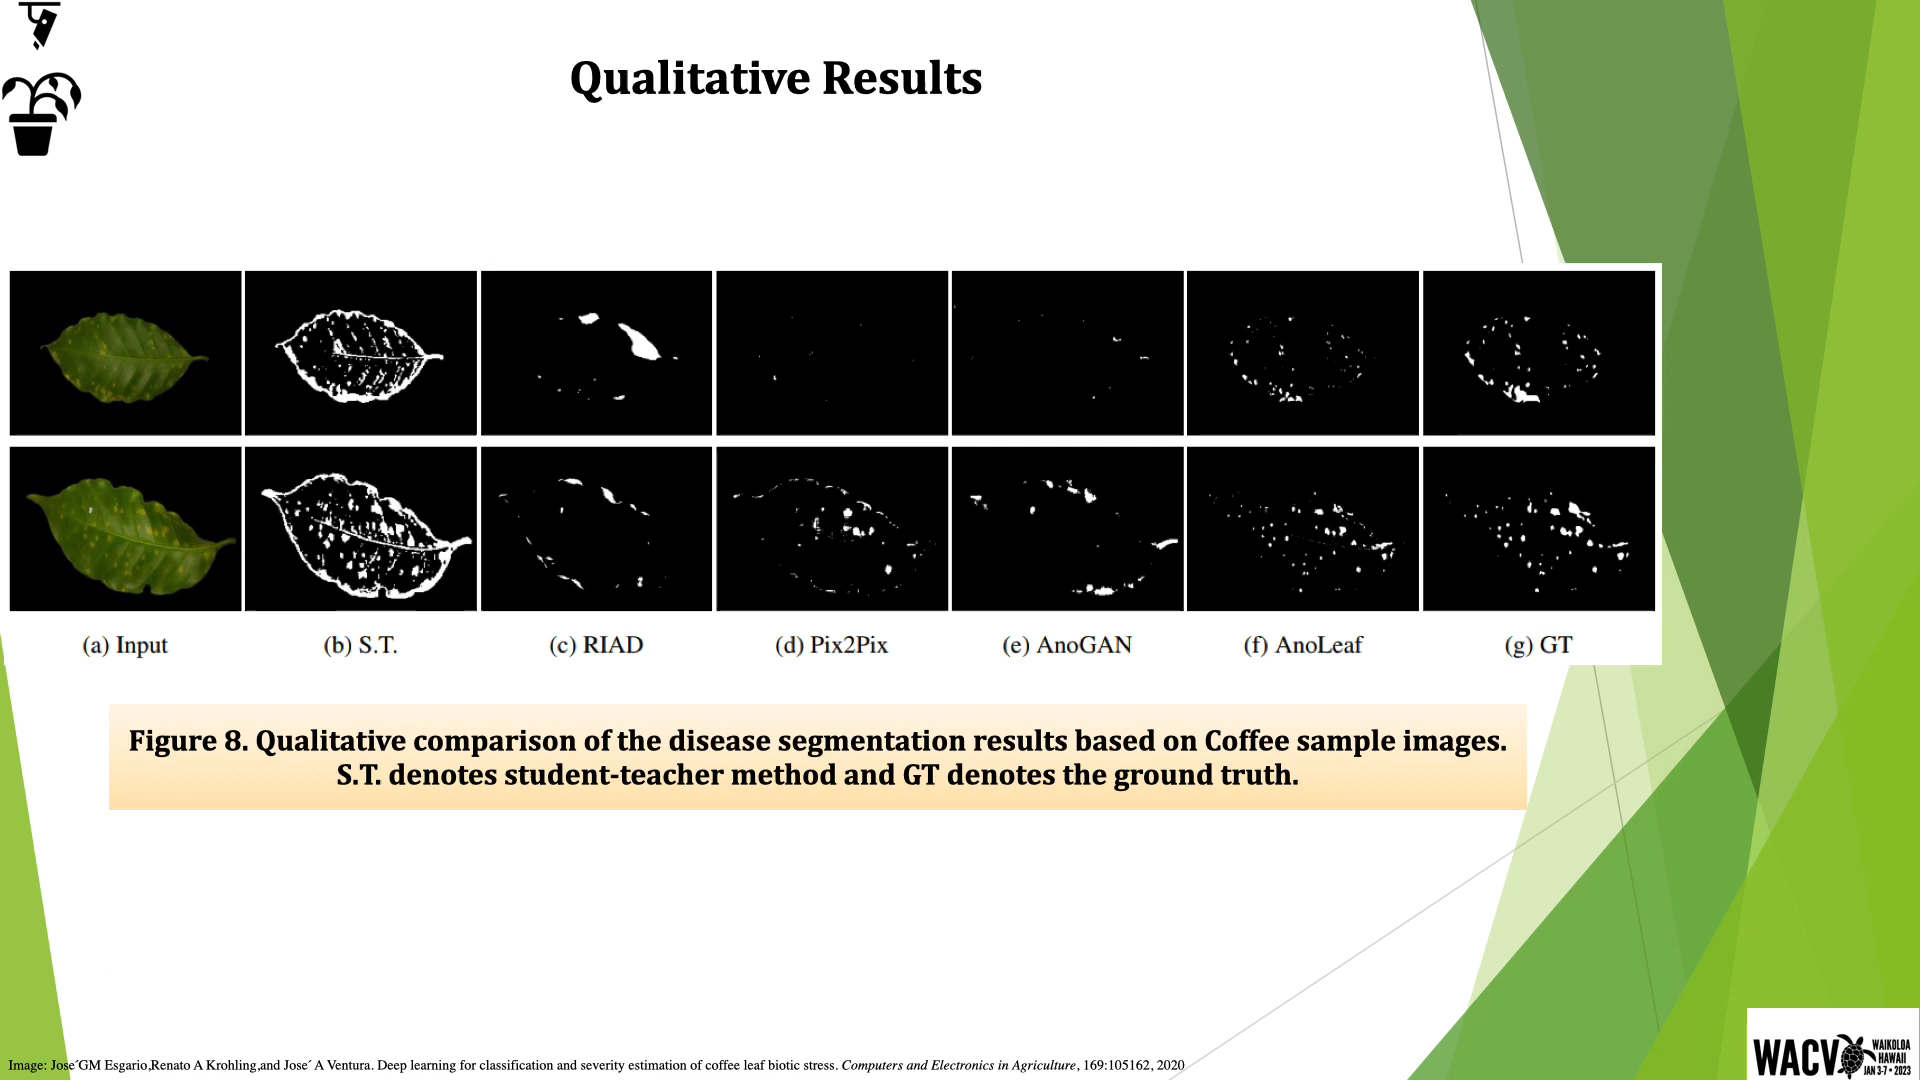 Qualitative Results
(a) Input
(b) S.T.
(c) RIAD
(d) Pix2Pix
(e) AnoGAN
(f) AnoLeaf
(g) GT
Figure 8. Qualitative comparison of the disease segmentation results based on Coffee sample images.
S.T. denotes student-teacher method and GT denotes the ground truth.
Image: Jose´GM Esgario,Renato A Krohling,and Jose´ A Ventura. Deep learning for classification and severity estimation of coffee leaf biotic stress. Computers and Electronics in Agriculture, 169:105162, 2020
WACV
WAIKOLOA
HAWAII
JAN 3-7 • 2023